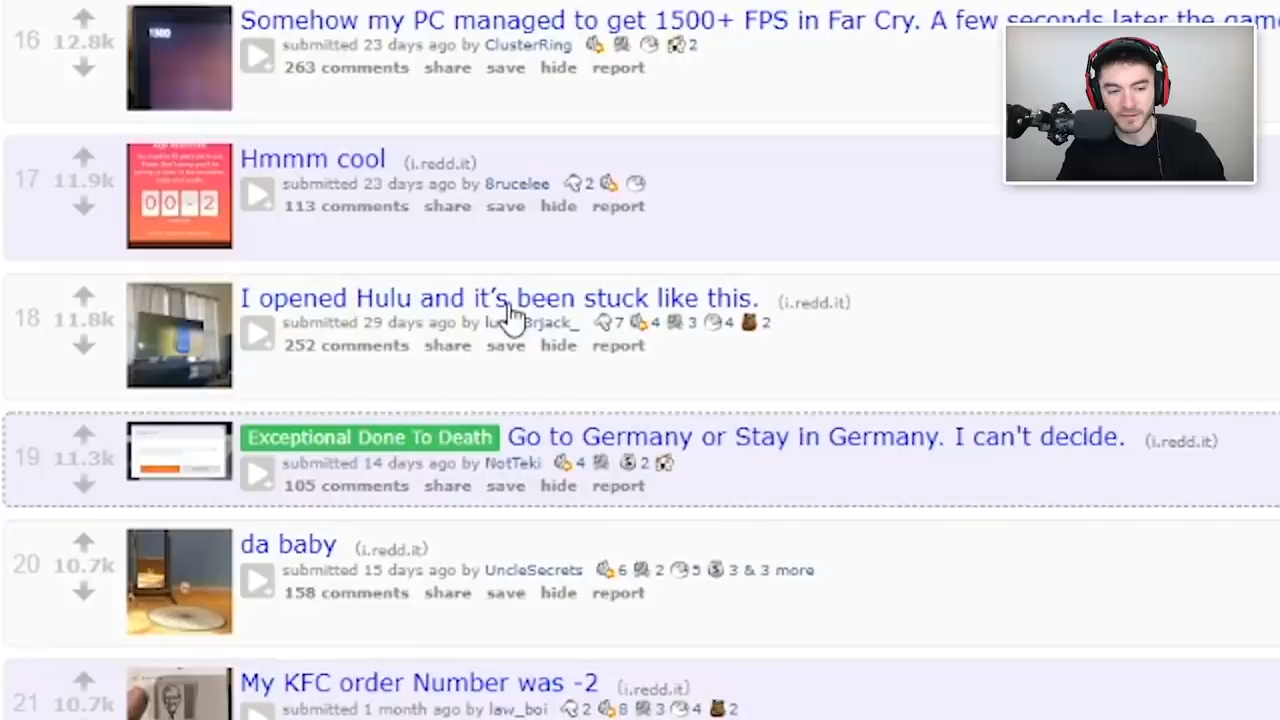 16 12.8k
Somehow my PC managed to get 1500+ FPS in Far Cry. A few seconds later the gam
submitted 23 days ago by ClusterRing 2
263 comments share save hide report
17 11.9k
Hmmm cool (i.redd.it)
submitted 23 days ago by 8rucelee 2
113 comments share save hide report
00-2
18 11.8k
I opened Hulu and it’s been stuck like this. (i.redd.it)
submitted 29 days ago by 7 4 3 4 2
252 comments share save hide report
19 11.3k
Exceptional Done To Death Go to Germany or Stay in Germany. I can't decide. (i.redd.it)
submitted 14 days ago by NotTeki 4 2
105 comments share save hide report
20 10.7k
da baby (i.redd.it)
submitted 15 days ago by UncleSecrets 6 2 5 3 & 3 more
158 comments share save hide report
21 10.7k
My KFC order Number was -2 (i.redd.it)
submitted 1 month ago by law_boi 2 8 3 4 2